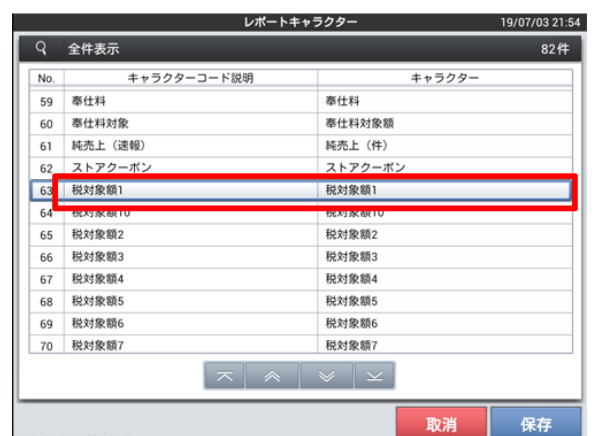 レポートキャラクター 19/07/03 21:54
全件表示 82件
No. キャラクターコード説明 キャラクター
59 奉仕料 奉仕料
60 奉仕料対象 奉仕料対象額
61 純売上（速報） 純売上（件）
62 ストアクーポン ストアクーポン
63 税対象額1 税対象額1
64 税対象額10 税対象額10
65 税対象額2 税対象額2
66 税対象額3 税対象額3
67 税対象額4 税対象額4
68 税対象額5 税対象額5
69 税対象額6 税対象額6
70 税対象額7 税対象額7
取消 保存